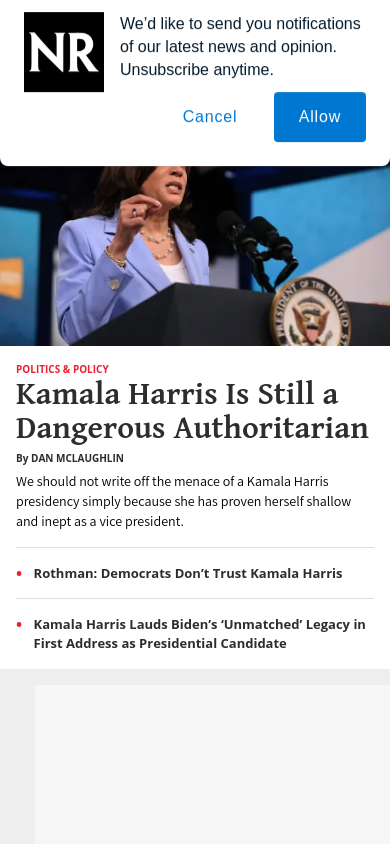 NR
We’d like to send you notifications
of our latest news and opinion.
Unsubscribe anytime.
Cancel
Allow
POLITICS & POLICY
Kamala Harris Is Still a
Dangerous Authoritarian
By DAN MCLAUGHLIN
We should not write off the menace of a Kamala Harris
presidency simply because she has proven herself shallow
and inept as a vice president.
• Rothman: Democrats Don’t Trust Kamala Harris
• Kamala Harris Lauds Biden’s ‘Unmatched’ Legacy in
First Address as Presidential Candidate